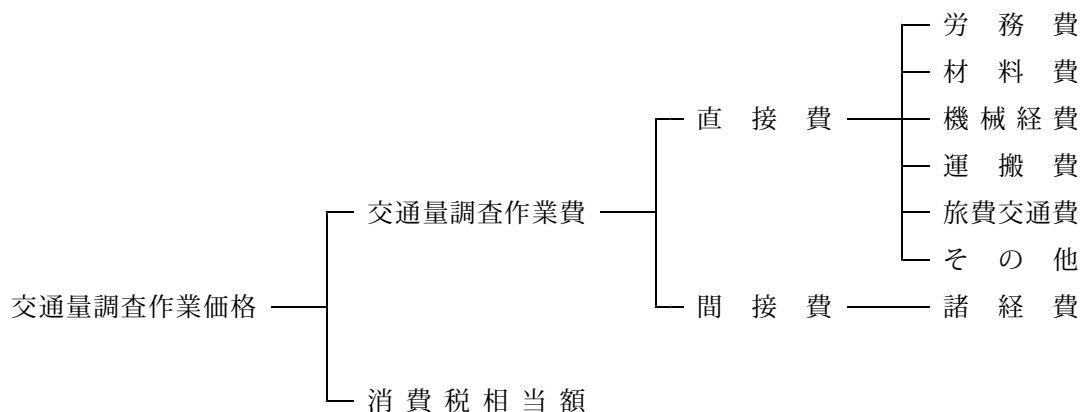 労務費
材料費
直接費
機械経費
運搬費
交通量調査作業費
旅費交通費
その他
交通量調査作業価格
間接費
諸経費
消費税相当額